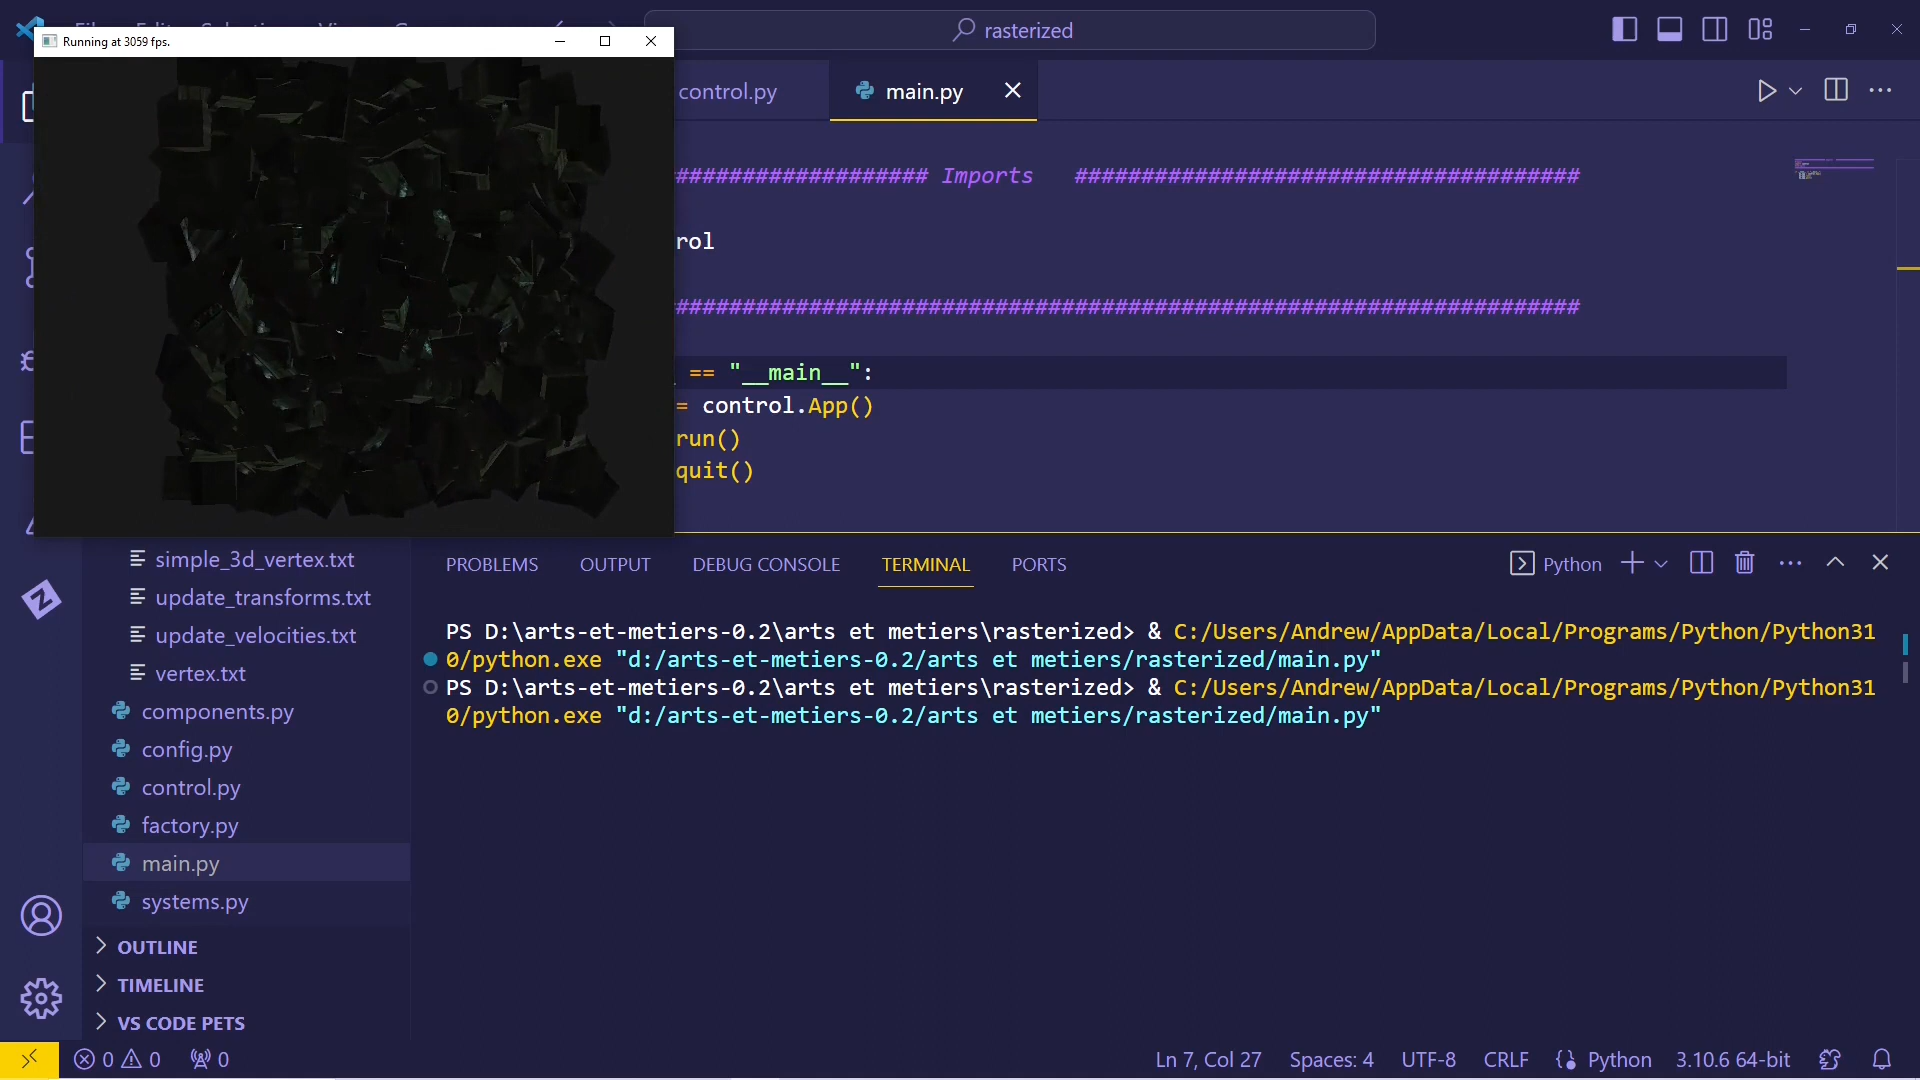 Running at 3059 fps.
rasterized
control.py
main.py
################### Imports ######################################
rol
####################################################################
== "__main__":
= control.App()
run()
quit()
simple_3d_vertex.txt
update_transforms.txt
update_velocities.txt
vertex.txt
components.py
config.py
control.py
factory.py
main.py
systems.py
OUTLINE
TIMELINE
VS CODE PETS
PROBLEMS OUTPUT DEBUG CONSOLE TERMINAL PORTS
Python
PS D:\arts-et-metiers-0.2\arts et metiers\rasterized> & C:/Users/Andrew/AppData/Local/Programs/Python/Python31
0/python.exe "d:/arts-et-metiers-0.2/arts et metiers/rasterized/main.py"
PS D:\arts-et-metiers-0.2\arts et metiers\rasterized> & C:/Users/Andrew/AppData/Local/Programs/Python/Python31
0/python.exe "d:/arts-et-metiers-0.2/arts et metiers/rasterized/main.py"
0 0 0 Ln 7, Col 27 Spaces: 4 UTF-8 CRLF Python 3.10.6 64-bit